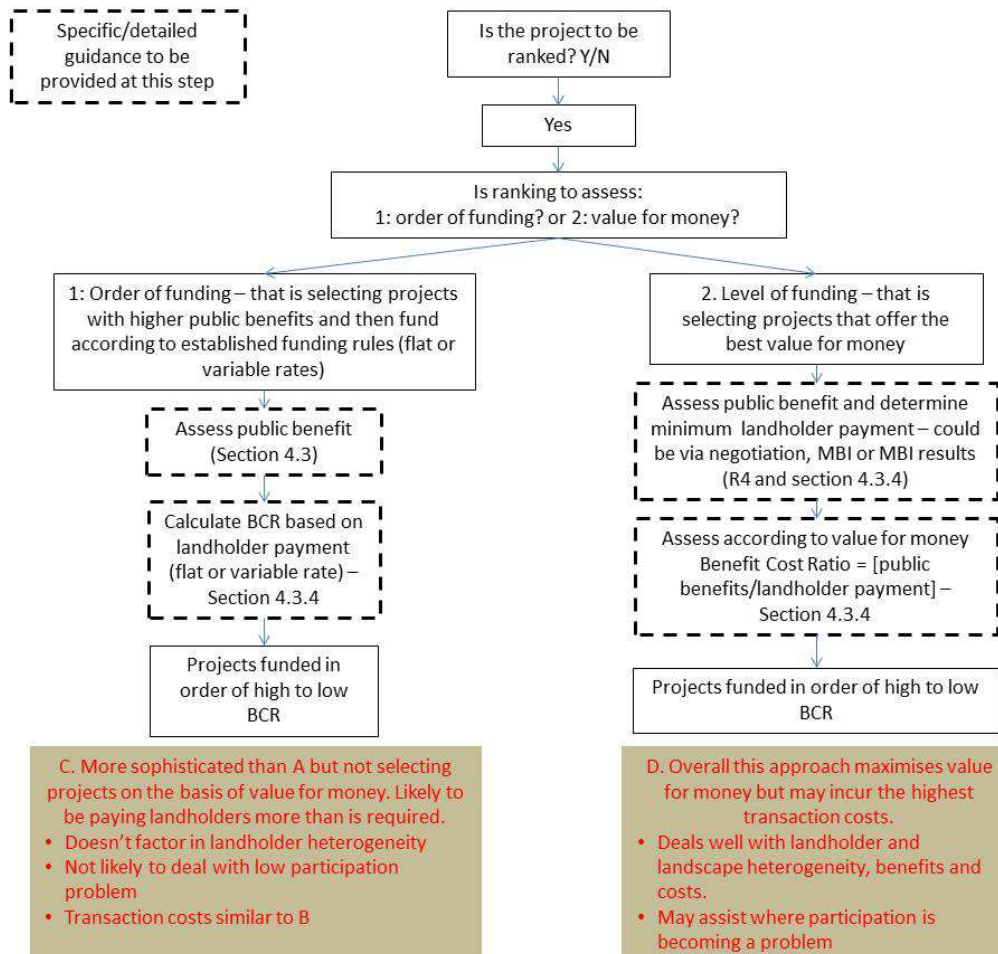 Specific/detailed
guidance to be
provided at this step
Is the project to be
ranked? Y/N
Yes
Is ranking to assess:
1: order of funding? or 2: value for money?
1: Order of funding – that is selecting projects
with higher public benefits and then fund
according to established funding rules (flat or
variable rates)
Assess public benefit
(Section 4.3)
Calculate BCR based on
landholder payment
(flat or variable rate) –
Section 4.3.4
Projects funded in
order of high to low
BCR
C. More sophisticated than A but not selecting
projects on the basis of value for money. Likely to
be paying landholders more than is required.
• Doesn't factor in landholder heterogeneity
• Not likely to deal with low participation
problem
• Transaction costs similar to B
2. Level of funding – that is
selecting projects that offer the
best value for money
Assess public benefit and determine
minimum landholder payment – could
be via negotiation, MBI or MBI results
(R4 and section 4.3.4)
Assess according to value for money
Benefit Cost Ratio = [public
benefits/landholder payment] –
Section 4.3.4
Projects funded in order of high to low
BCR
D. Overall this approach maximises value
for money but may incur the highest
transaction costs.
• Deals well with landholder and
landscape heterogeneity, benefits and
costs.
• May assist where participation is
becoming a problem